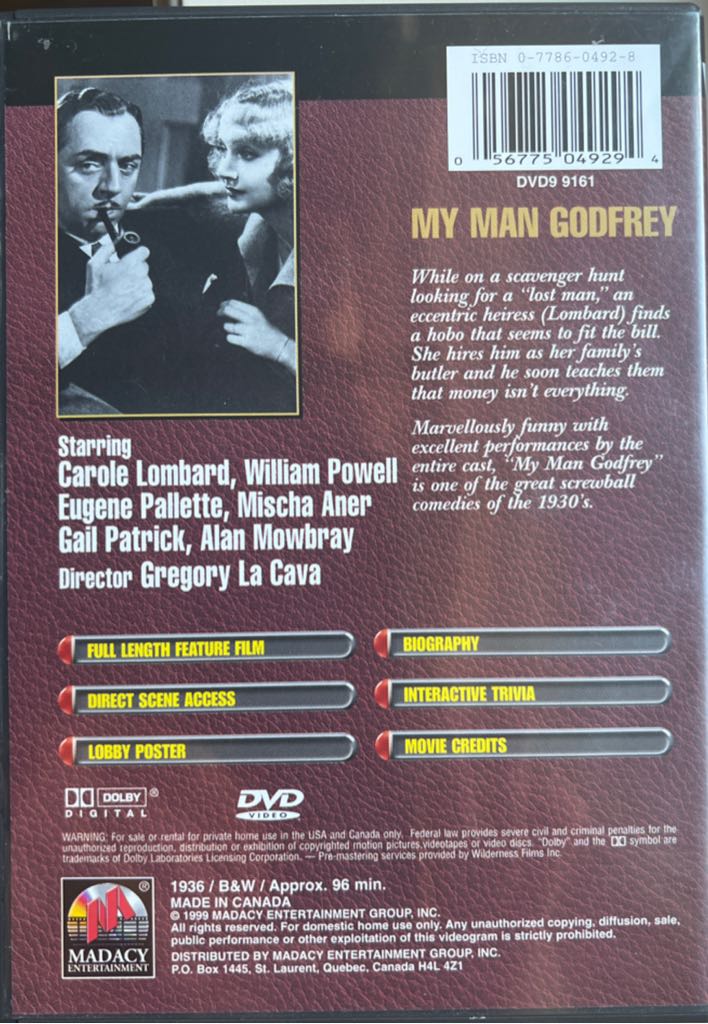 ISBN 0-7786-0492-8
0 56775 04929 4
DVD9 9161
MY MAN GODFREY
While on a scavenger hunt
looking for a "lost man," an
eccentric heiress (Lombard) finds
a hobo that seems to fit the bill.
She hires him as her family's
butler and he soon teaches them
that money isn't everything.
Marvellously funny with
excellent performances by the
entire cast, "My Man Godfrey"
is one of the great screwball
comedies of the 1930's.
Starring
Carole Lombard, William Powell
Eugene Pallette, Mischa Aner
Gail Patrick, Alan Mowbray
Director Gregory La Cava
FULL LENGTH FEATURE FILM
DIRECT SCENE ACCESS
LOBBY POSTER
BIOGRAPHY
INTERACTIVE TRIVIA
MOVIE CREDITS
DOLBY®
DIGITAL
DVD
VIDEO
WARNING: For sale or rental for private home use in the USA and Canada only. Federal law provides severe civil and criminal penalties for the
unauthorized reproduction, distribution or exhibition of copyrighted motion pictures,videotapes or video discs. "Dolby" and the symbol are
trademarks of Dolby Laboratories Licensing Corporation. — Pre-mastering services provided by Wilderness Films Inc.
®
MADACY
ENTERTAINMENT
1936 / B&W / Approx. 96 min.
MADE IN CANADA
© 1999 MADACY ENTERTAINMENT GROUP, INC.
All rights reserved. For domestic home use only. Any unauthorized copying, diffusion, sale,
public performance or other exploitation of this videogram is strictly prohibited.
DISTRIBUTED BY MADACY ENTERTAINMENT GROUP, INC.
P.O. Box 1445, St. Laurent, Quebec, Canada H4L 4Z1